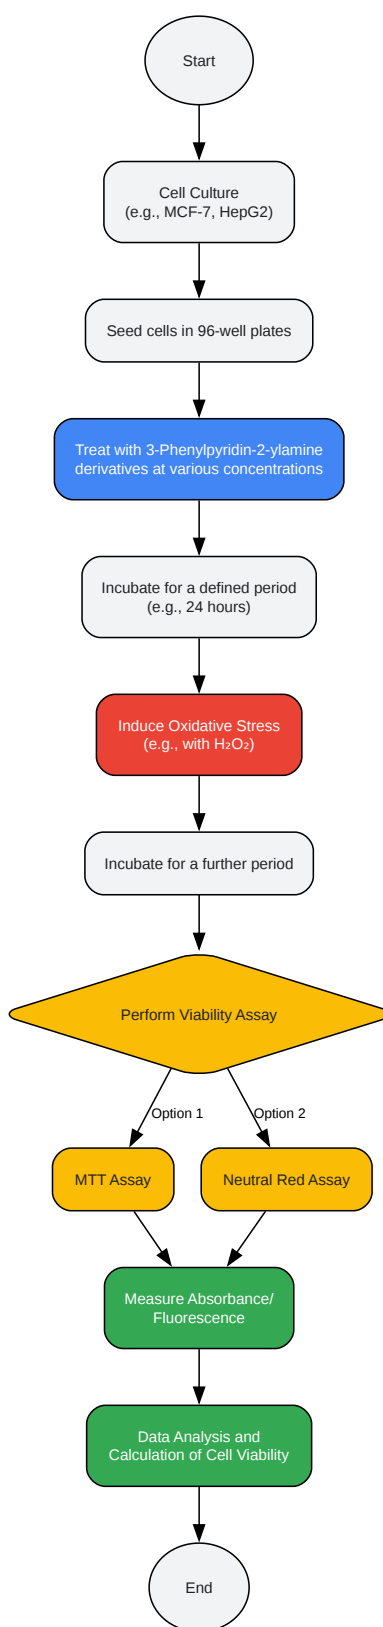 Start
Cell Culture
(e.g., MCF-7, HepG2)
Seed cells in 96-well plates
Treat with 3-Phenylpyridin-2-ylamine
derivatives at various concentrations
Incubate for a defined period
(e.g., 24 hours)
Induce Oxidative Stress
(e.g., with H₂O₂)
Incubate for a further period
Perform Viability Assay
Option 1
Option 2
MTT Assay
Neutral Red Assay
Measure Absorbance/
Fluorescence
Data Analysis and
Calculation of Cell Viability
End